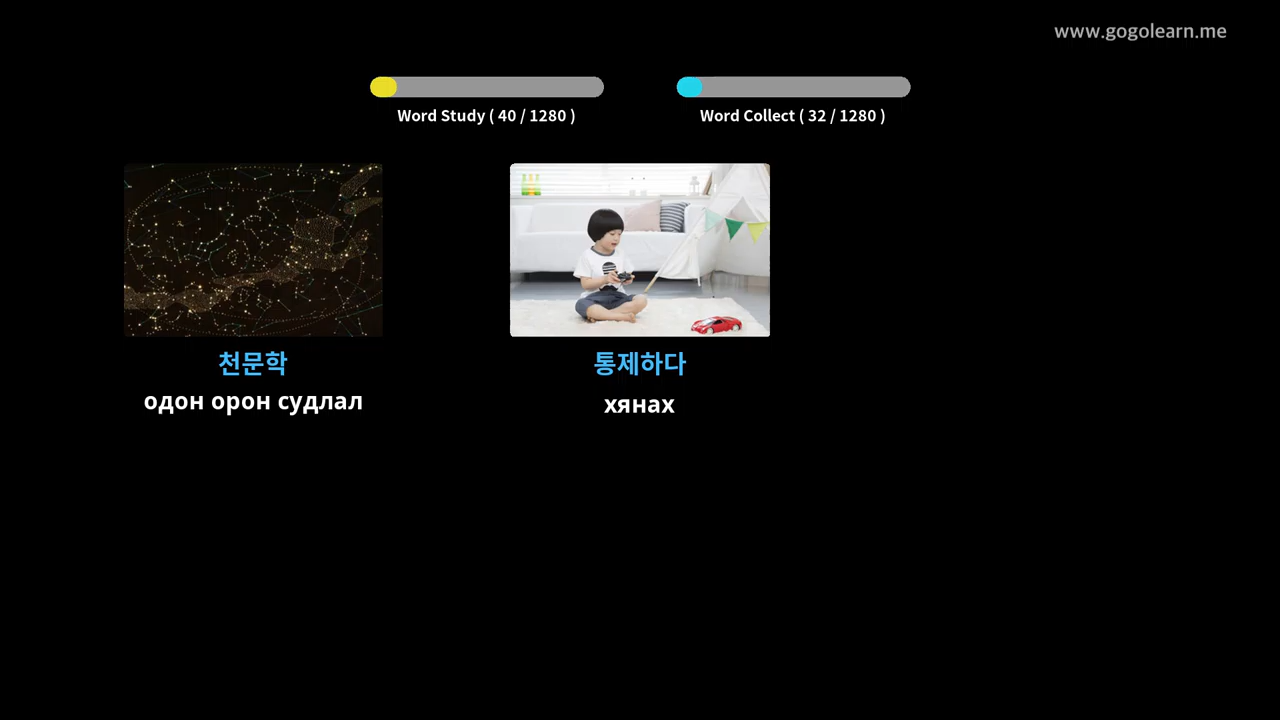 www.gogolearn.me
Word Study ( 40 / 1280 )
Word Collect ( 32 / 1280 )
천문학
одон орон судлал
통제하다
хянах